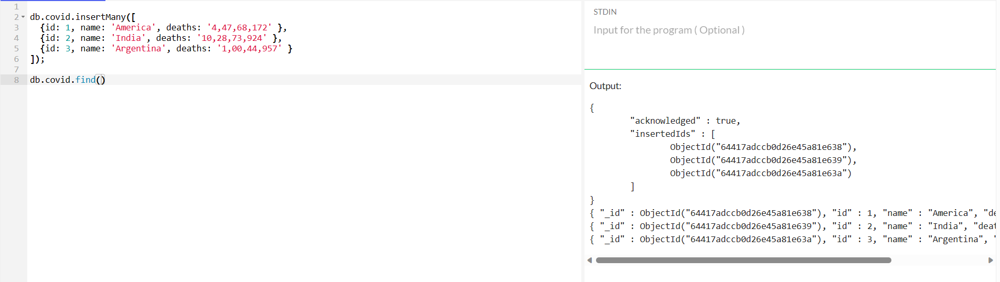 1
2 db.covid.insertMany([
3 {id: 1, name: 'America', deaths: '4,47,68,172' },
4 {id: 2, name: 'India', deaths: '10,28,73,924' },
5 {id: 3, name: 'Argentina', deaths: '1,00,44,957' }
6 ]);
7
8 db.covid.find()
STDIN
Input for the program ( Optional )
Output:
{
"acknowledged" : true,
"insertedIds" : [
ObjectId("64417adccb0d26e45a81e638"),
ObjectId("64417adccb0d26e45a81e639"),
ObjectId("64417adccb0d26e45a81e63a")
]
}
{ "_id" : ObjectId("64417adccb0d26e45a81e638"), "id" : 1, "name" : "America", "de
{ "_id" : ObjectId("64417adccb0d26e45a81e639"), "id" : 2, "name" : "India", "deat
{ "_id" : ObjectId("64417adccb0d26e45a81e63a"), "id" : 3, "name" : "Argentina", "